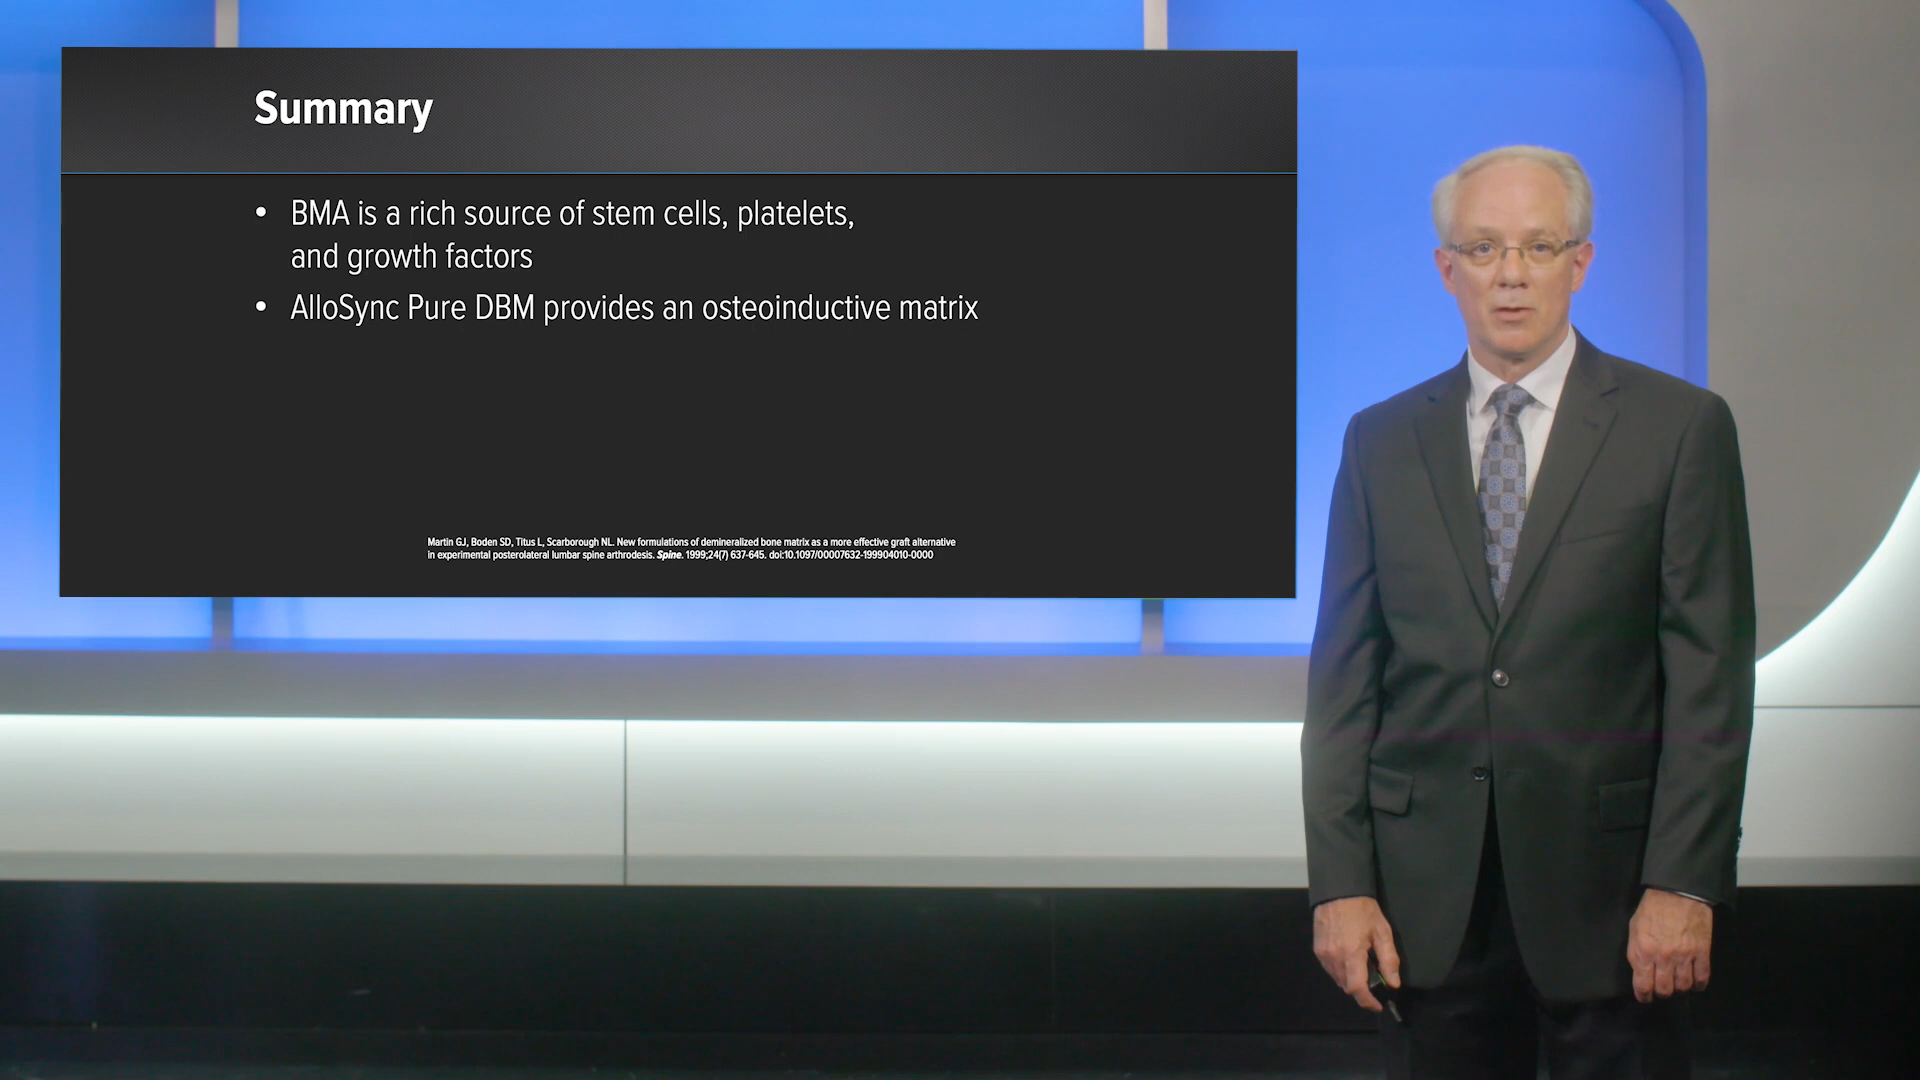 Summary
• BMA is a rich source of stem cells, platelets,
and growth factors
• AlloSync Pure DBM provides an osteoinductive matrix
Martin GJ, Boden SD, Titus L, Scarborough NL. New formulations of demineralized bone matrix as a more effective graft alternative
in experimental posterolateral lumbar spine arthrodesis. Spine. 1999;24(7) 637-645. doi:10.1097/00007632-199904010-0000